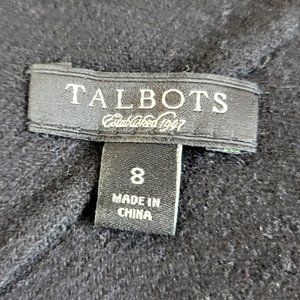 TALBOTS
Established 1947
8
MADE IN
CHINA